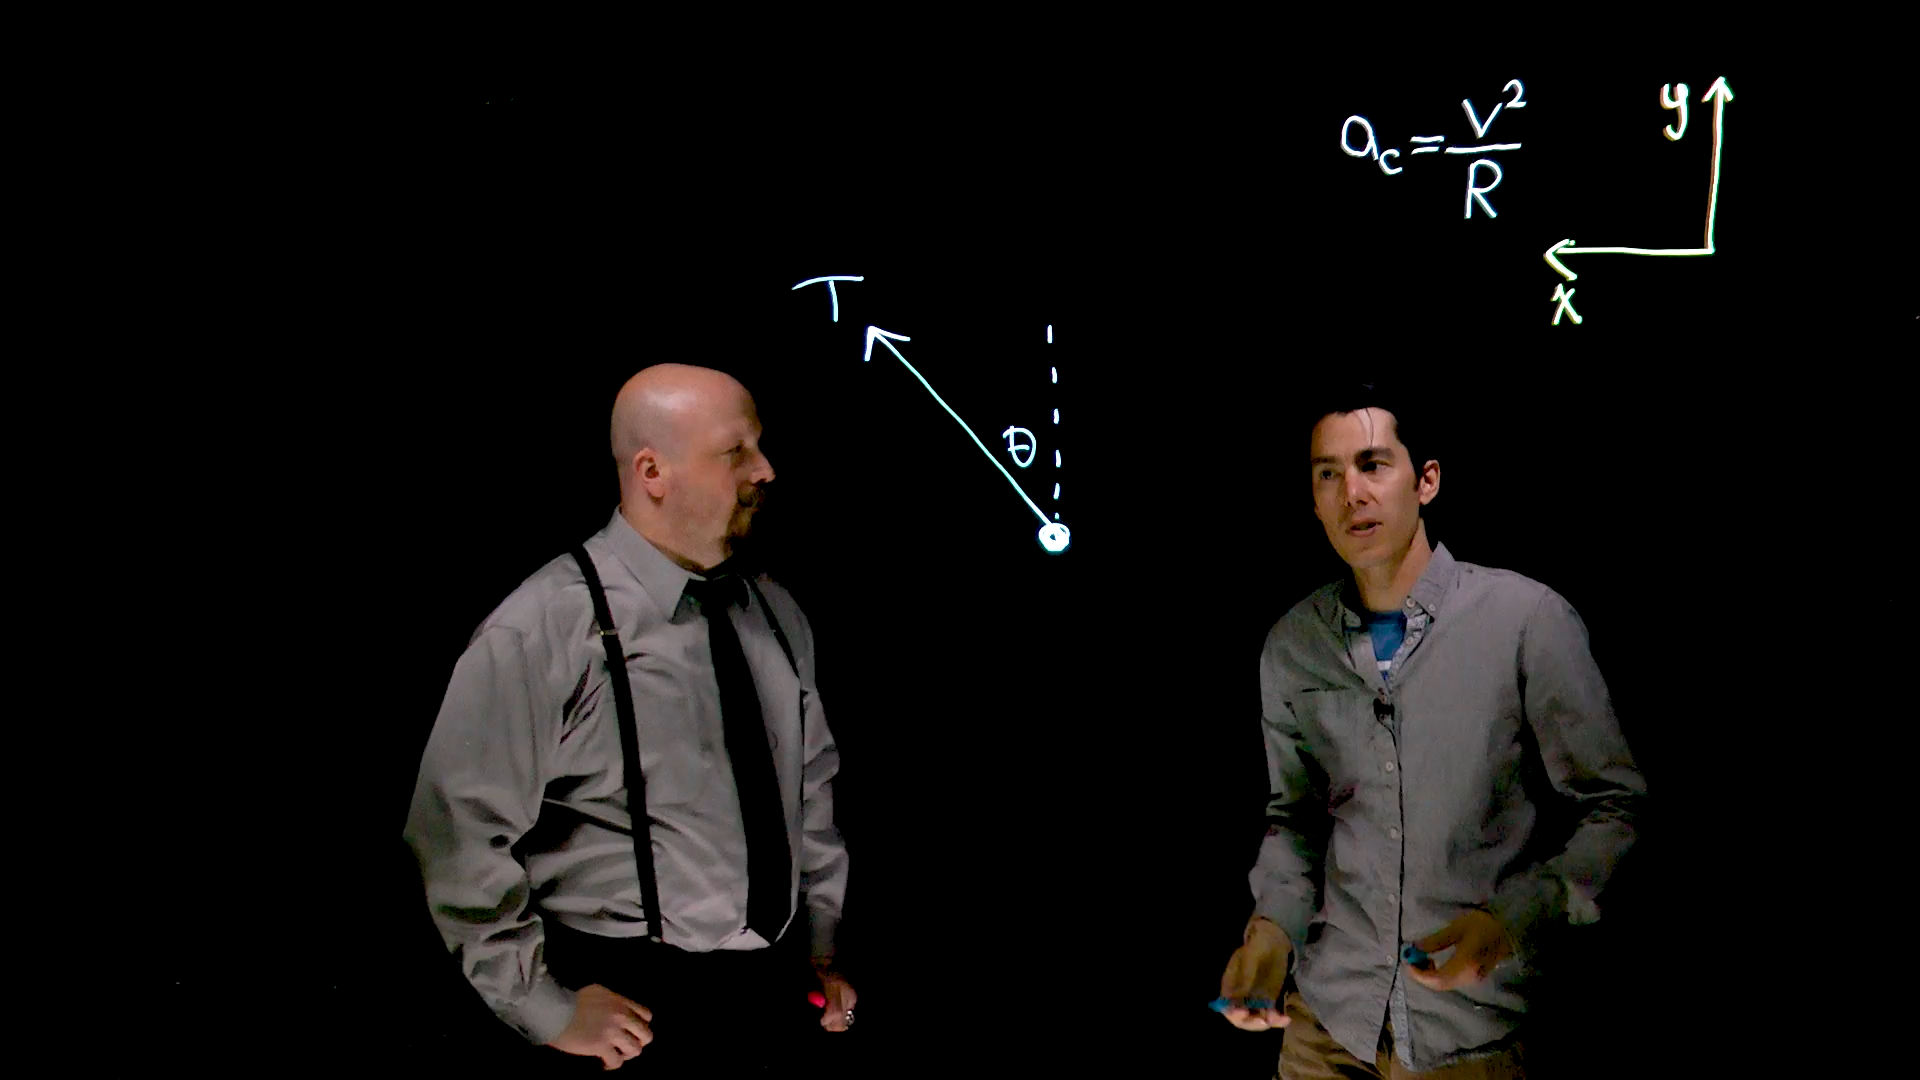 a_c = V²/R
y
x
T
θ